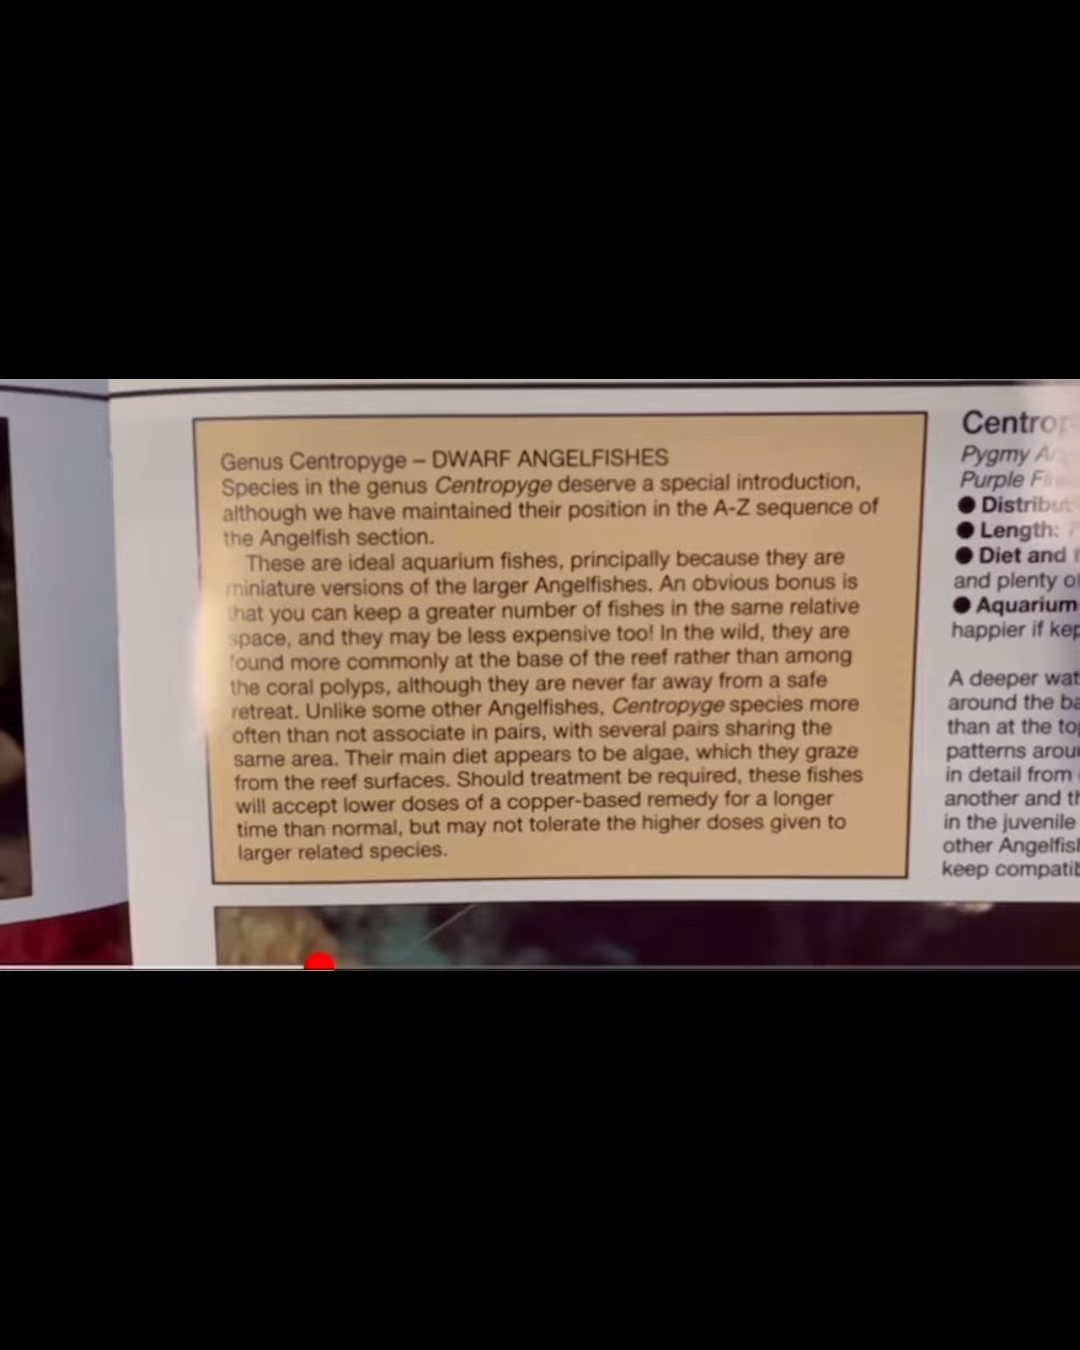 Genus Centropyge – DWARF ANGELFISHES
Species in the genus Centropyge deserve a special introduction,
although we have maintained their position in the A-Z sequence of
the Angelfish section.
These are ideal aquarium fishes, principally because they are
miniature versions of the larger Angelfishes. An obvious bonus is
that you can keep a greater number of fishes in the same relative
space, and they may be less expensive too! In the wild, they are
found more commonly at the base of the reef rather than among
the coral polyps, although they are never far away from a safe
retreat. Unlike some other Angelfishes, Centropyge species more
often than not associate in pairs, with several pairs sharing the
same area. Their main diet appears to be algae, which they graze
from the reef surfaces. Should treatment be required, these fishes
will accept lower doses of a copper-based remedy for a longer
time than normal, but may not tolerate the higher doses given to
larger related species.
Pygmy
Purple
● Length:
● Diet and
and plenty
● Aquarium
happier if
A deeper
around the
than at the
patterns
in detail from
another and
in the juvenile
other
keep